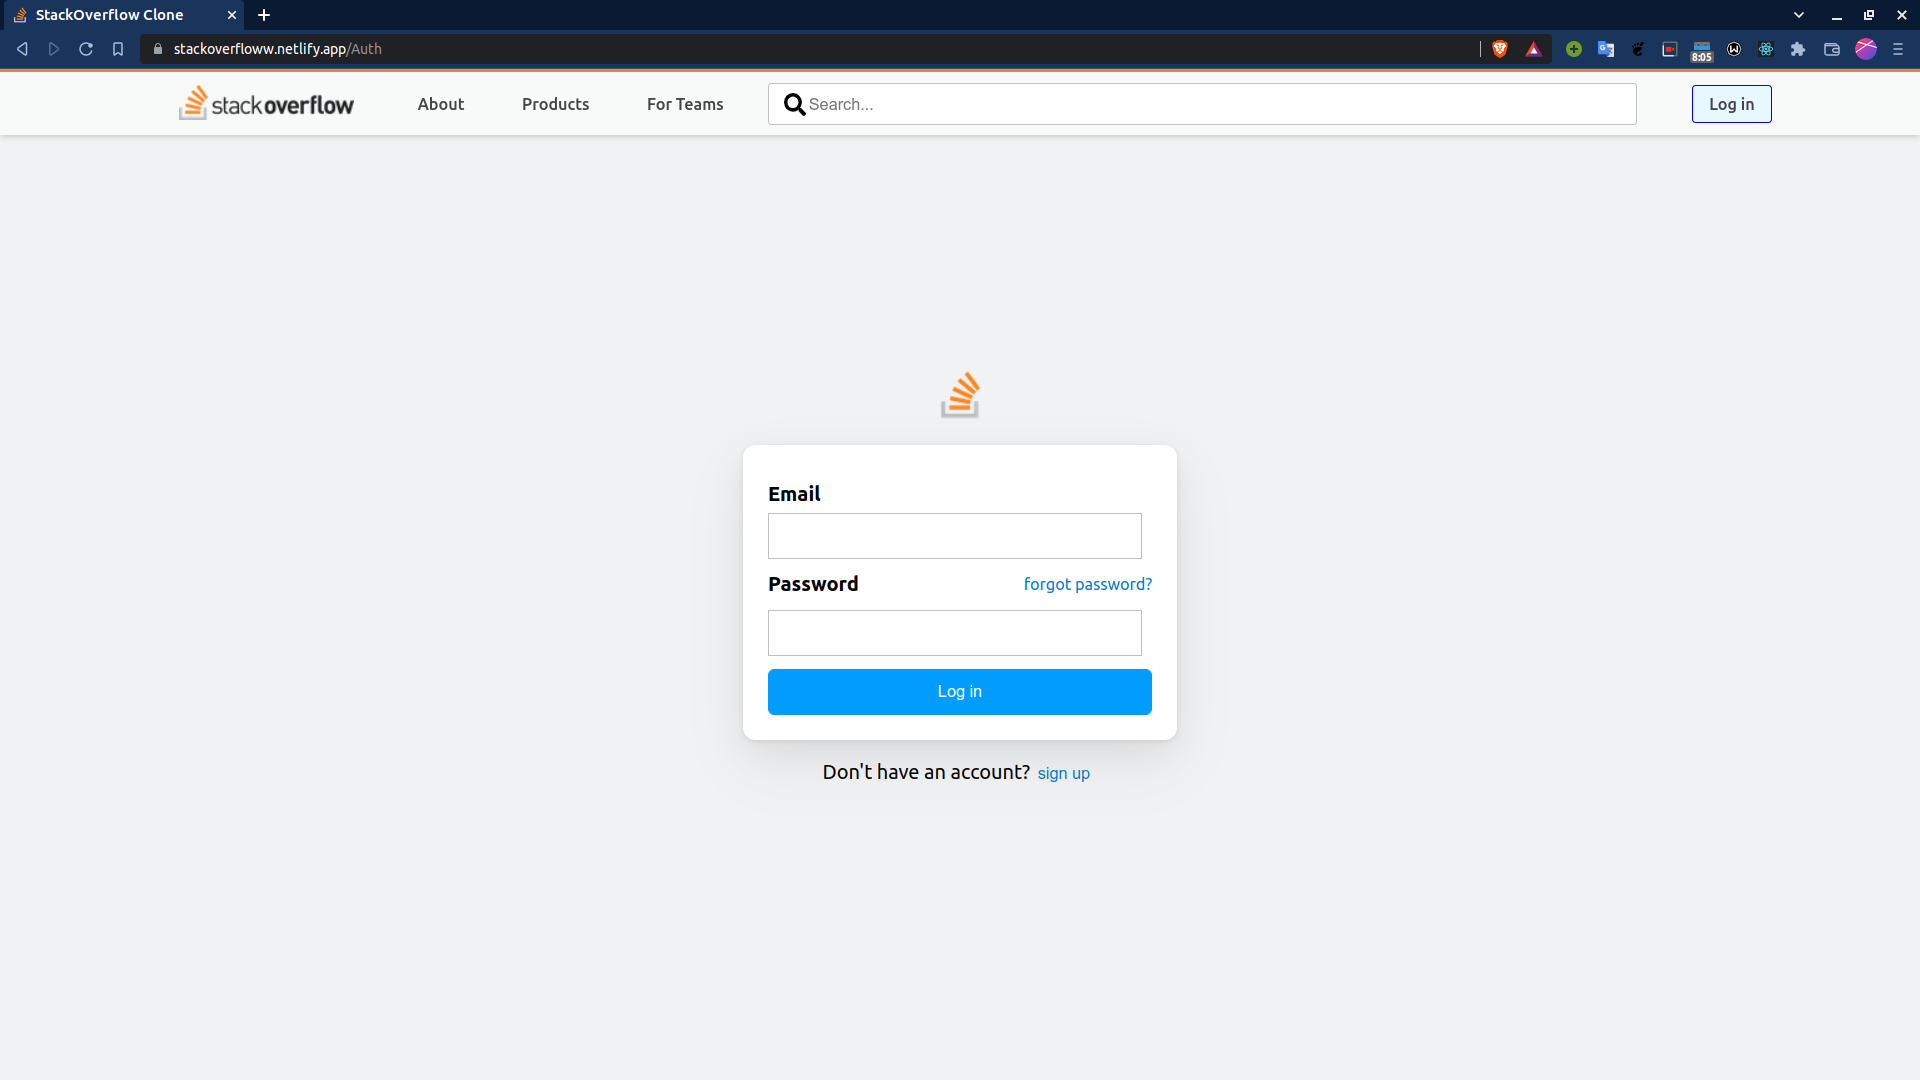 StackOverflow Clone
stackoverfloww.netlify.app/Auth
8:05
stackoverflow
About
Products
For Teams
Search...
Log in
Email
Password
forgot password?
Log in
Don't have an account? sign up